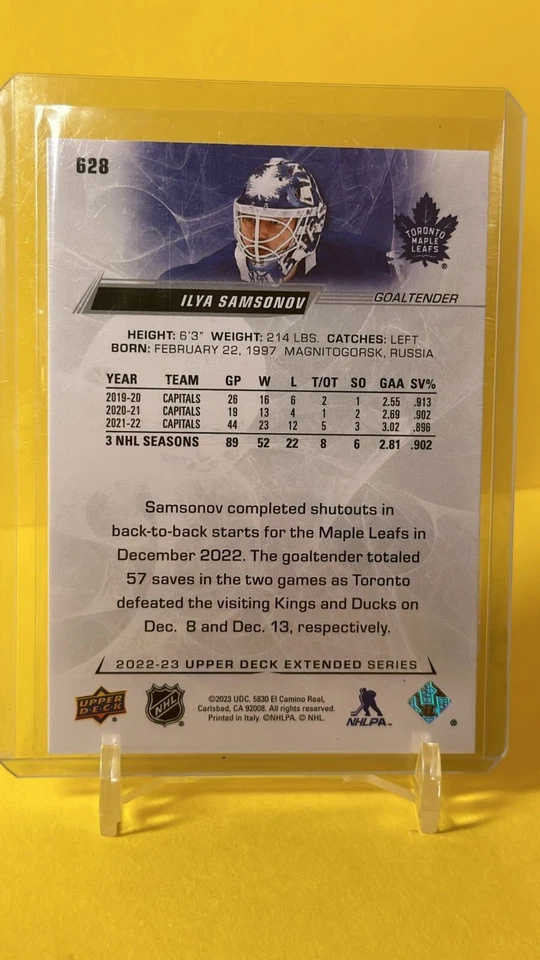 628
TORONTO
MAPLE
LEAFS
ILYA SAMSONOV
GOALTENDER
HEIGHT: 6'3" WEIGHT: 214 LBS. CATCHES: LEFT
BORN: FEBRUARY 22, 1997 MAGNITOGORSK, RUSSIA
YEAR TEAM GP W L T/OT SO GAA SV%
2019-20 CAPITALS 26 16 6 2 1 2.55 .913
2020-21 CAPITALS 19 13 4 1 2 2.69 .902
2021-22 CAPITALS 44 23 12 5 3 3.02 .896
3 NHL SEASONS 89 52 22 8 6 2.81 .902
Samsonov completed shutouts in
back-to-back starts for the Maple Leafs in
December 2022. The goaltender totaled
57 saves in the two games as Toronto
defeated the visiting Kings and Ducks on
Dec. 8 and Dec. 13, respectively.
2022-23 UPPER DECK EXTENDED SERIES
UPPER
DECK
NHL
©2023 UDC. 5830 El Camino Real,
Carlsbad, CA 92008. All rights reserved.
Printed in Italy. ©NHLPA. © NHL.
NHLPA™
®